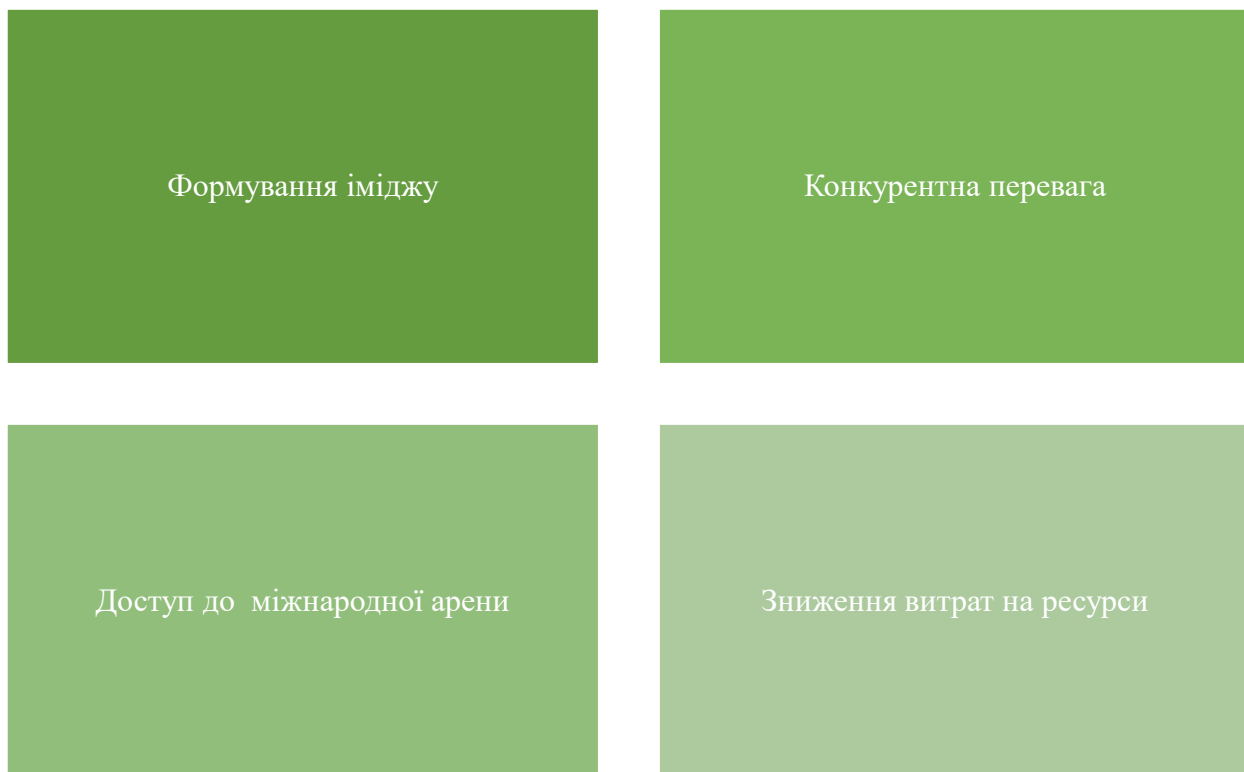 Формування іміджу
Конкурентна перевага
Доступ до  міжнародної арени
Зниження витрат на ресурси